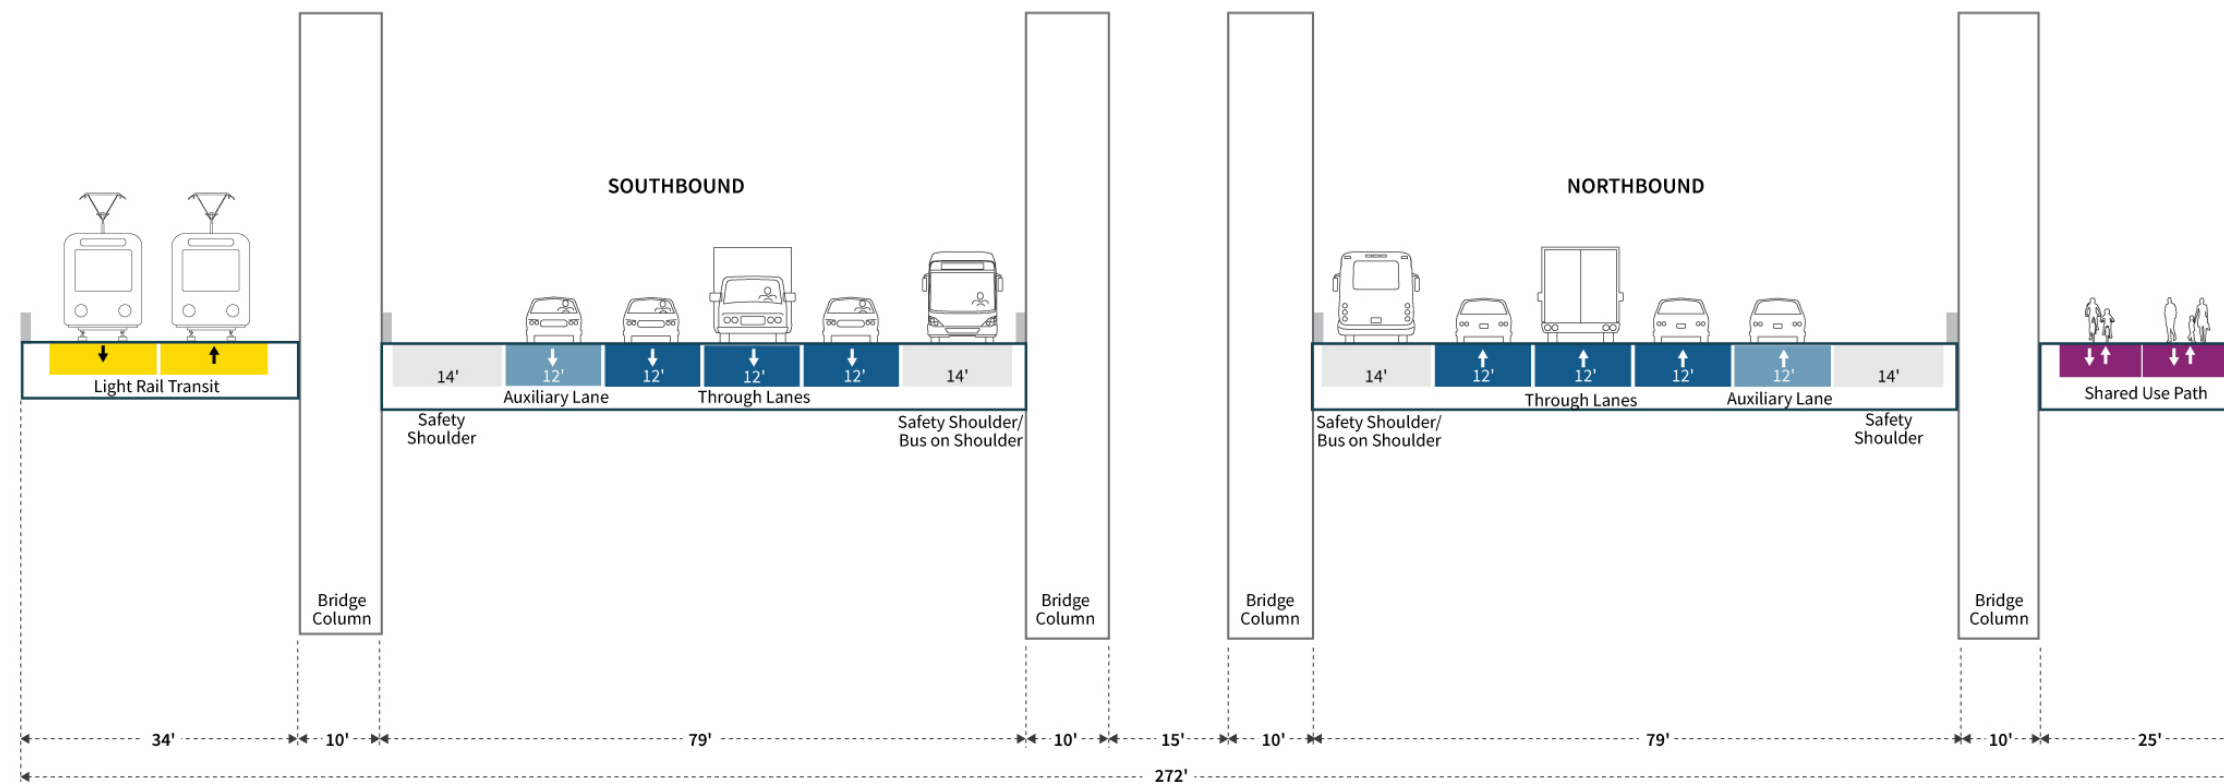 SOUTHBOUND
NORTHBOUND
Light Rail Transit
14'
12'
12'
12'
12'
14'
Auxiliary Lane
Through Lanes
Safety
Shoulder
Safety Shoulder/
Bus on Shoulder
14'
12'
12'
12'
12'
14'
Through Lanes
Auxiliary Lane
Safety Shoulder/
Bus on Shoulder
Safety
Shoulder
Shared Use Path
Bridge
Column
Bridge
Column
Bridge
Column
Bridge
Column
34'
10'
79'
10'
15'
10'
79'
10'
25'
272'